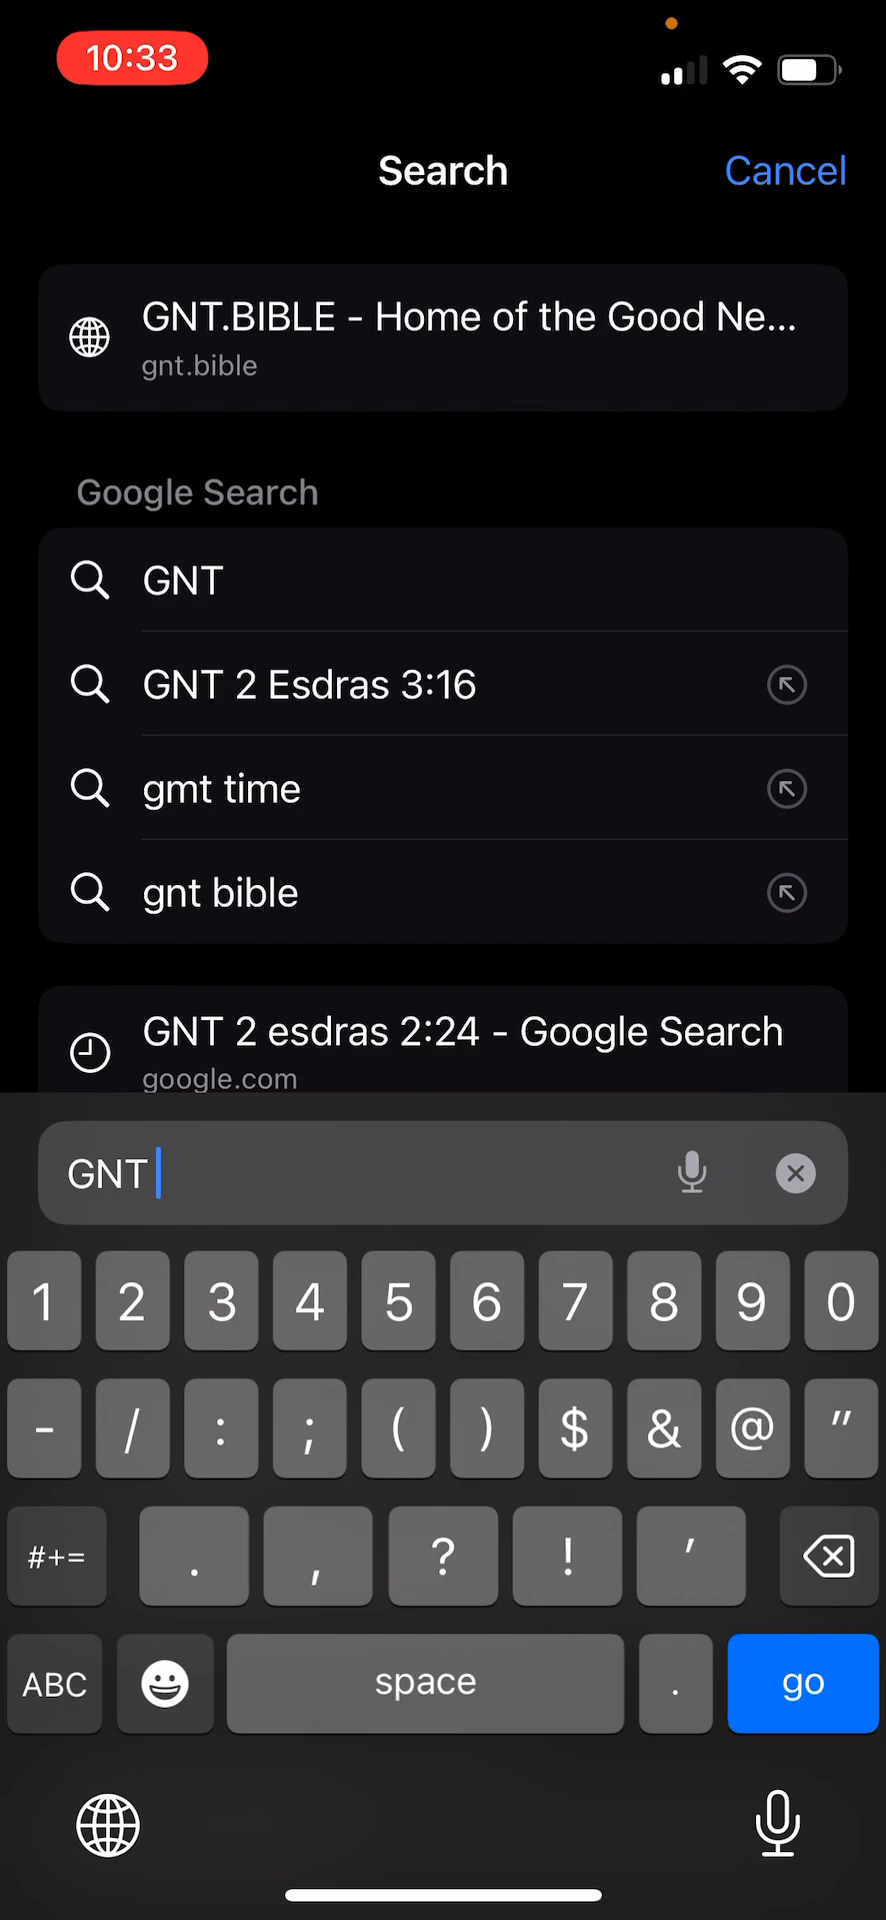 10:33
Search
Cancel
GNT.BIBLE - Home of the Good Ne...
gnt.bible
Google Search
GNT
GNT 2 Esdras 3:16
gmt time
gnt bible
GNT 2 esdras 2:24 - Google Search
google.com
GNT
1 2 3 4 5 6 7 8 9 0
- / : ; ( ) $ & @ "
#+= . , ? ! '
ABC space . go